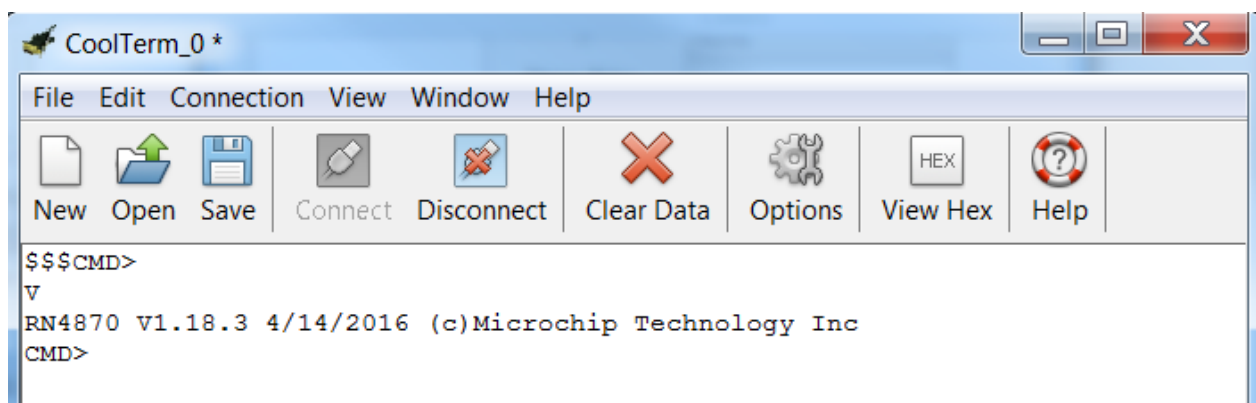 CoolTerm_0 *
File Edit Connection View Window Help
HEX
New Open Save Connect Disconnect Clear Data Options View Hex Help
$$$CMD>
V
RN4870 V1.18.3 4/14/2016 (c)Microchip Technology Inc
CMD>